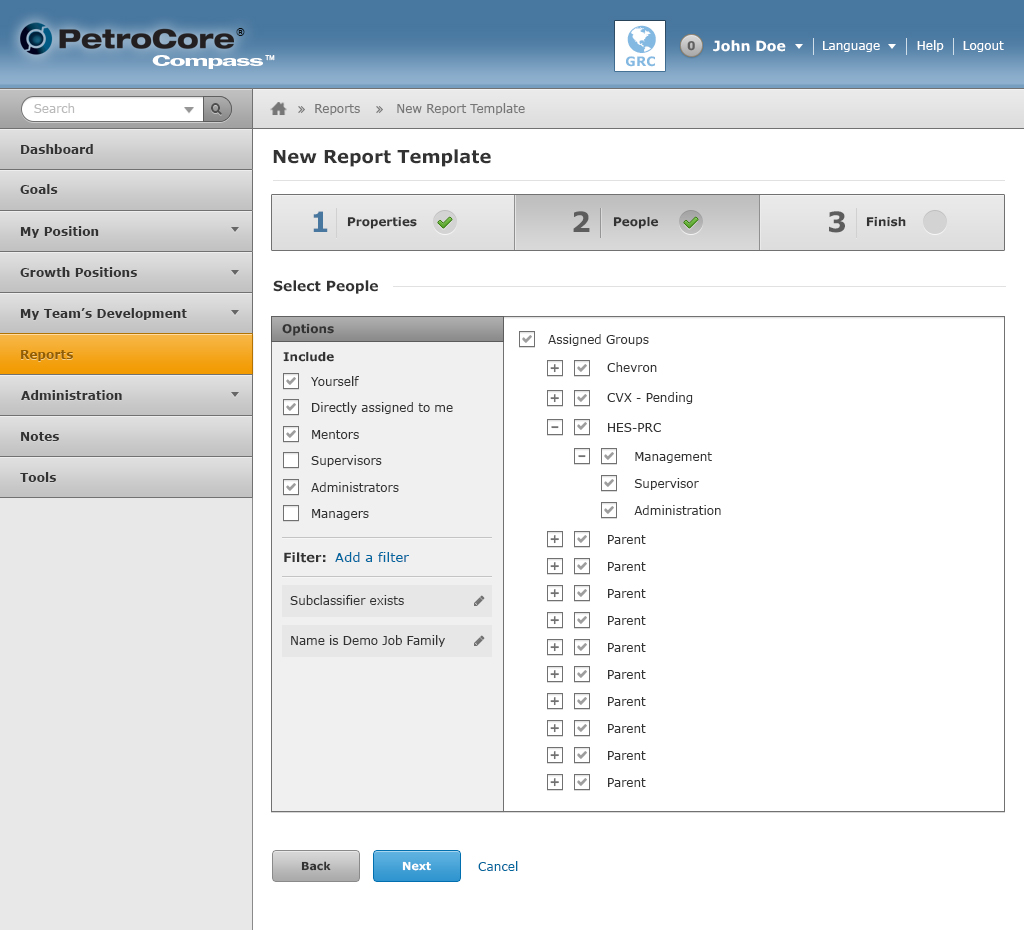 PetroCore®
Compass™
GRC
0 John Doe Language Help Logout
Search
Reports » New Report Template
Dashboard
Goals
My Position
Growth Positions
My Team's Development
Reports
Administration
Notes
Tools
New Report Template
1 Properties
2 People
3 Finish
Select People
Options
Include
Yourself
Directly assigned to me
Mentors
Supervisors
Administrators
Managers
Filter: Add a filter
Subclassifier exists
Name is Demo Job Family
Assigned Groups
Chevron
CVX - Pending
HES-PRC
Management
Supervisor
Administration
Parent
Parent
Parent
Parent
Parent
Parent
Parent
Parent
Parent
Parent
Back Next Cancel